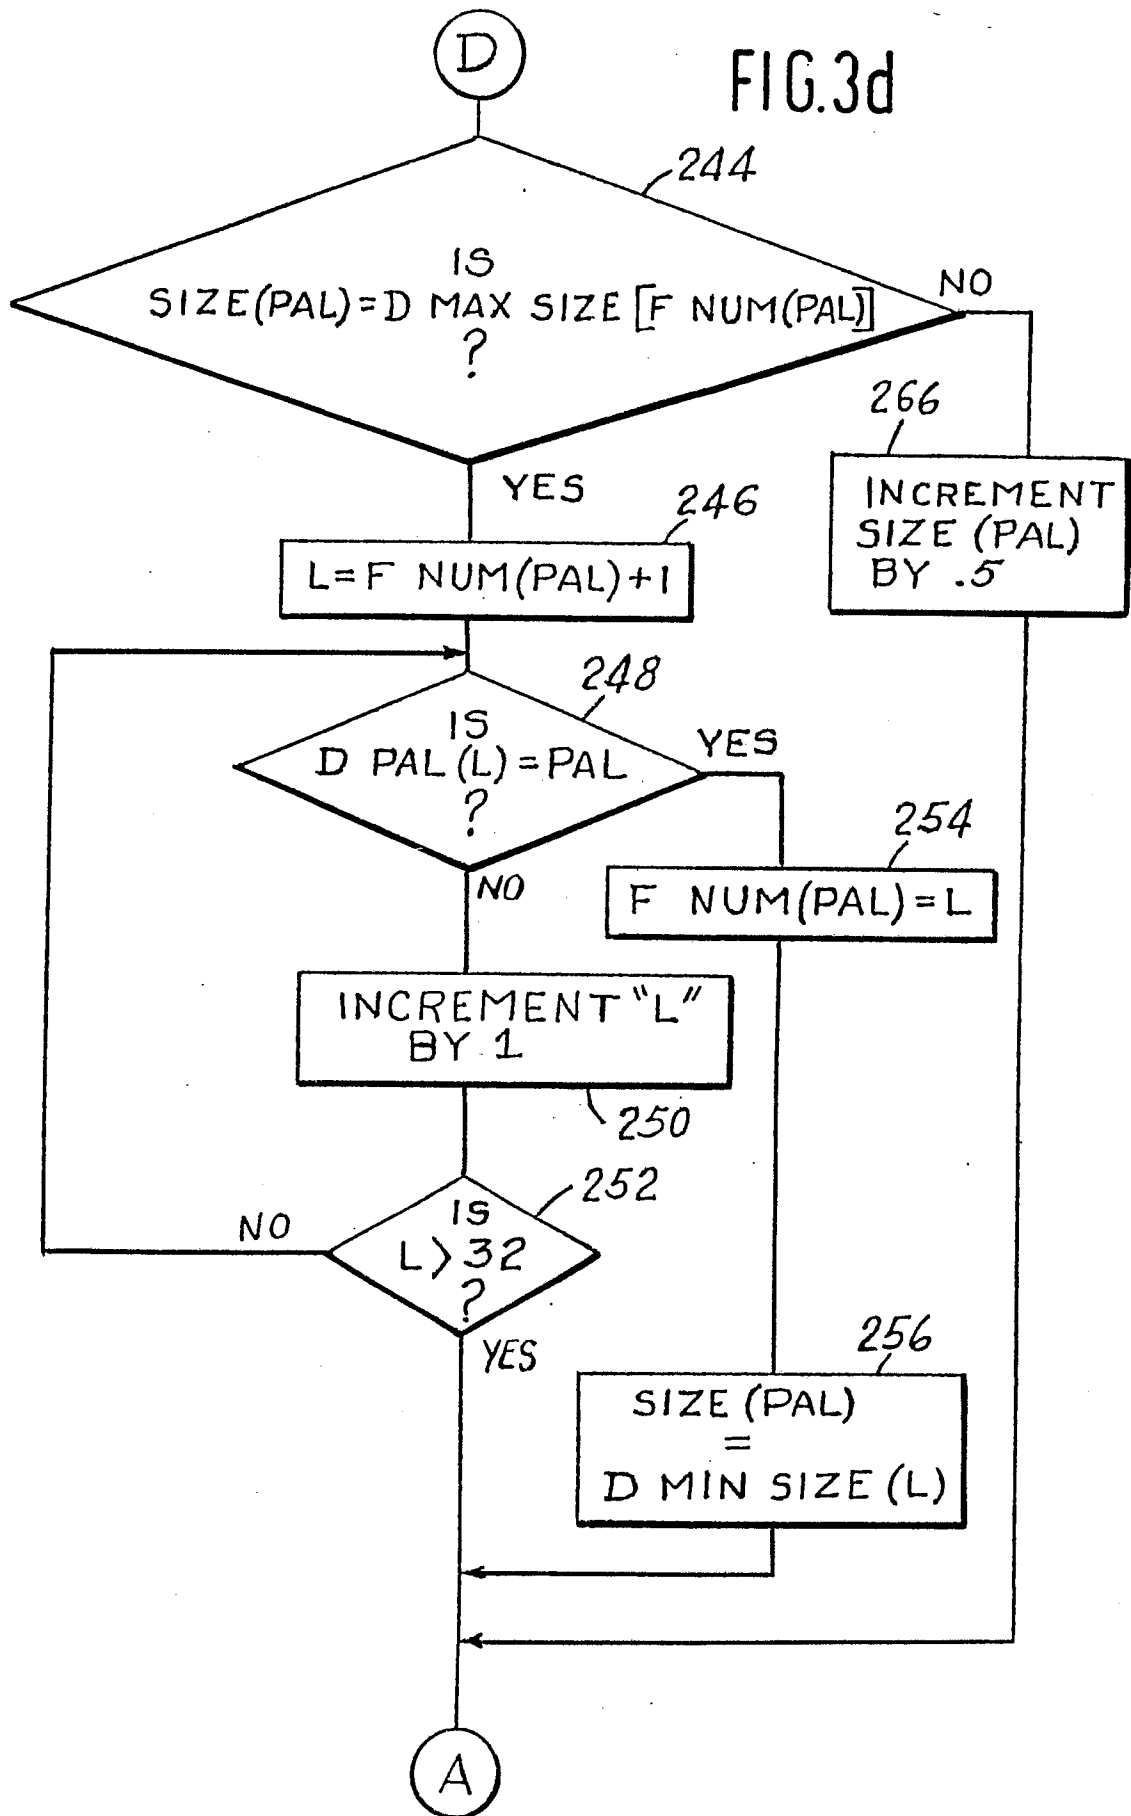 D
FIG.3d
244
IS
SIZE(PAL)=D MAX SIZE[F NUM(PAL)]
?
NO
YES
266
INCREMENT
SIZE (PAL)
BY .5
246
L=F NUM(PAL)+1
248
IS
D PAL(L)=PAL
?
YES
NO
254
F NUM(PAL)=L
INCREMENT "L"
BY 1
250
252
IS
L>32
?
NO
YES
256
SIZE (PAL)
=
D MIN SIZE (L)
A